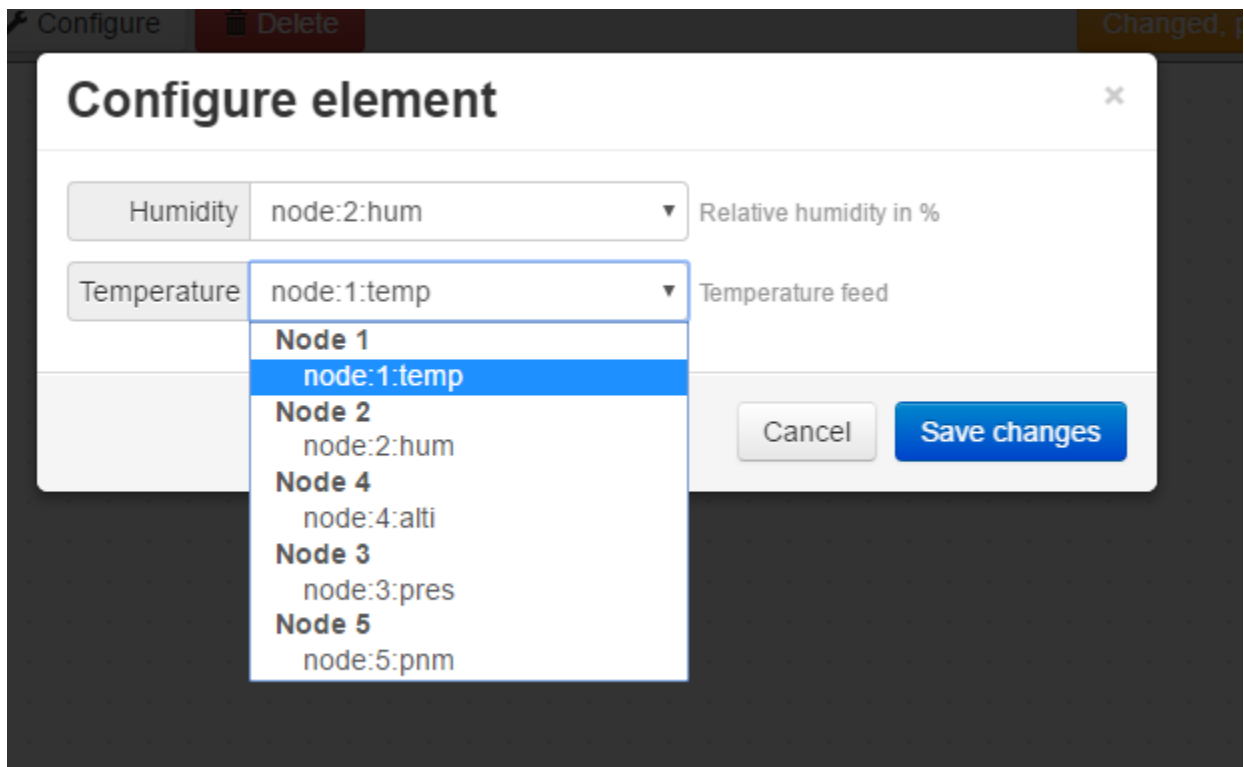 Configure Delete Changed,
Configure element ×
Humidity node:2:hum Relative humidity in %
Temperature node:1:temp Temperature feed
Node 1
node:1:temp
Node 2
node:2:hum
Node 4
node:4:alti
Node 3
node:3:pres
Node 5
node:5:pnm
Cancel Save changes